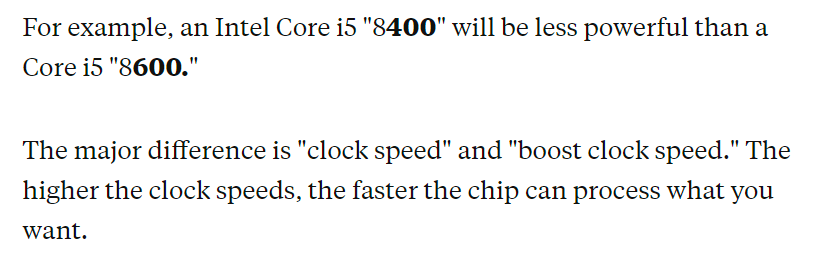 For example, an Intel Core i5 "8400" will be less powerful than a
Core i5 "8600."
The major difference is "clock speed" and "boost clock speed." The
higher the clock speeds, the faster the chip can process what you
want.